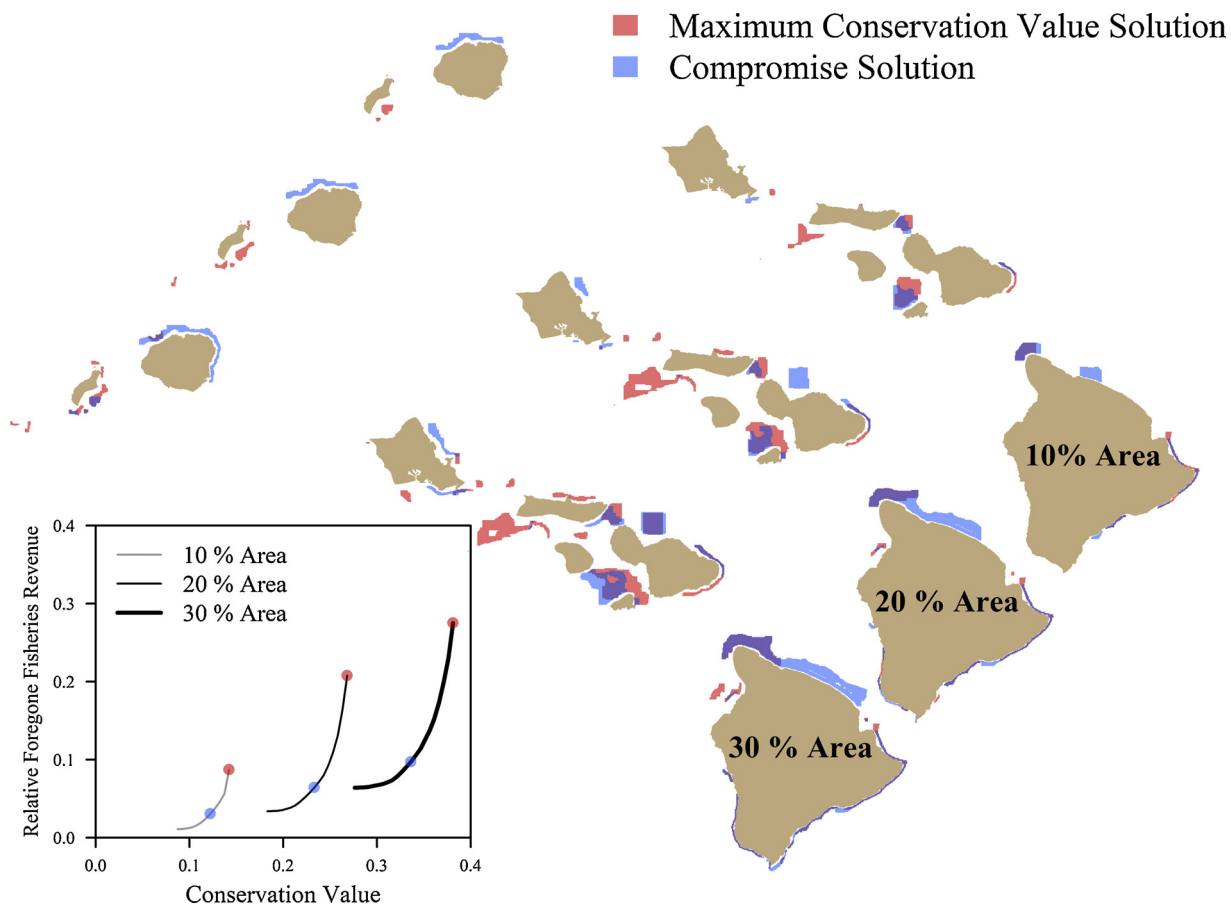 Maximum Conservation Value Solution
Compromise Solution
10% Area
20 % Area
30 % Area
Relative Foregone Fisheries Revenue
0.4
0.3
0.2
0.1
0.0
10 % Area
20 % Area
30 % Area
0.0 0.1 0.2 0.3 0.4
Conservation Value